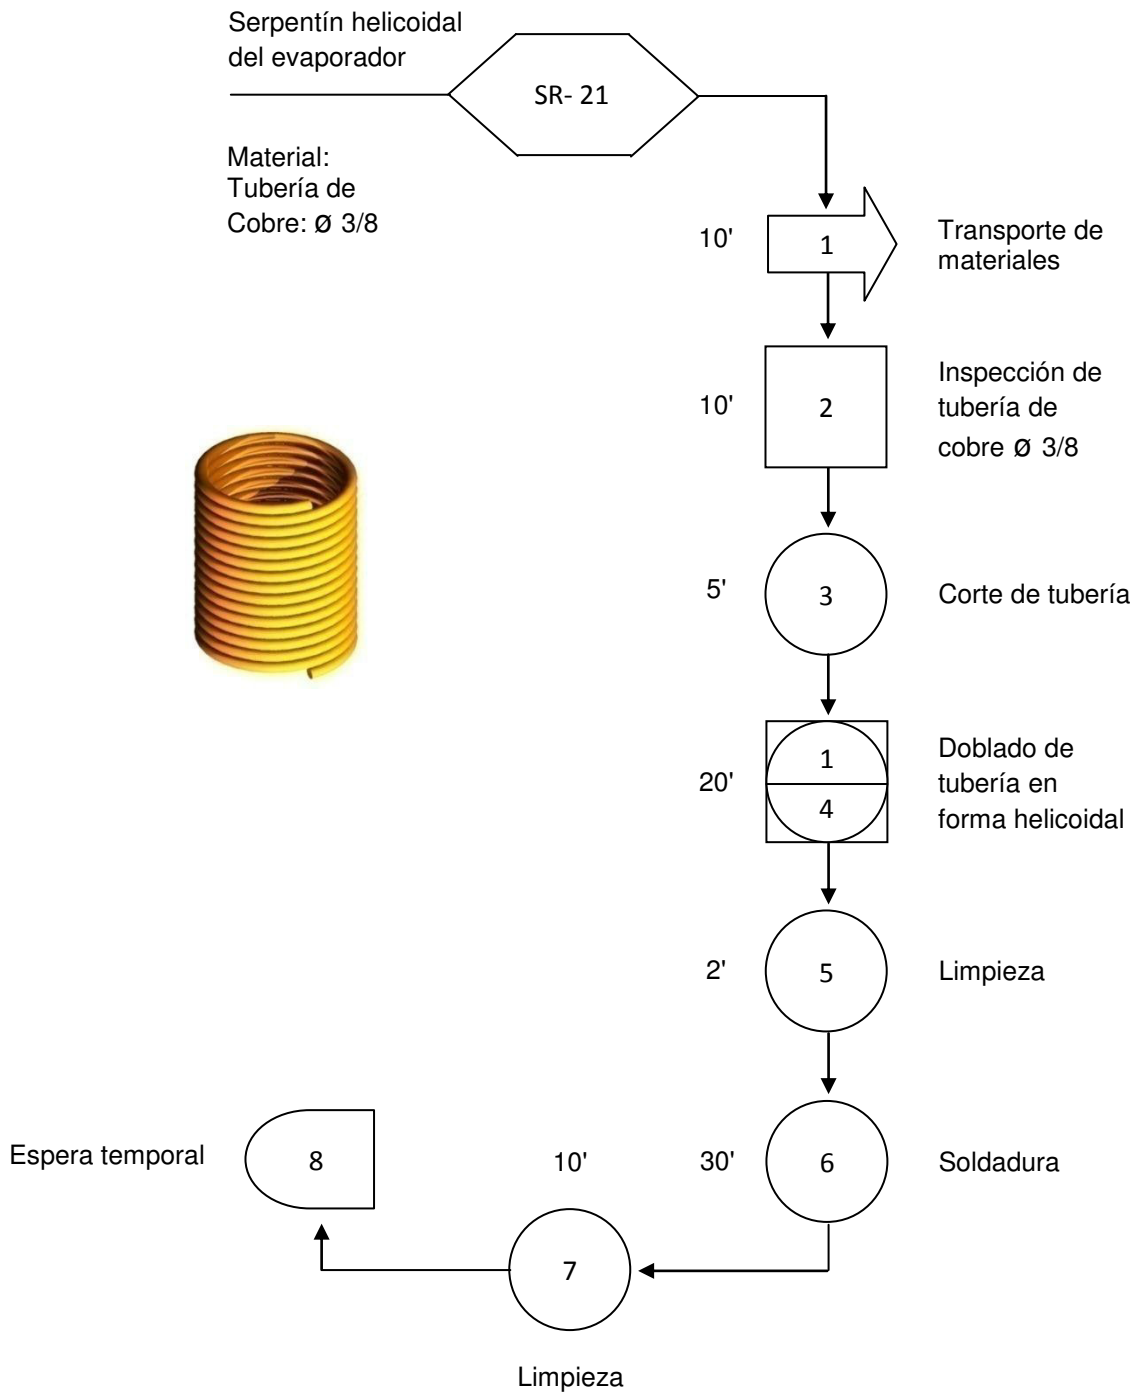 Serpentín helicoidal
del evaporador
SR- 21
Material:
Tubería de
Cobre: Ø 3/8
10'
1
Transporte de
materiales
10'
2
Inspección de
tubería de
cobre Ø 3/8
5'
3
Corte de tubería
20'
1
4
Doblado de
tubería en
forma helicoidal
2'
5
Limpieza
30'
6
Soldadura
10'
7
Limpieza
Espera temporal
8